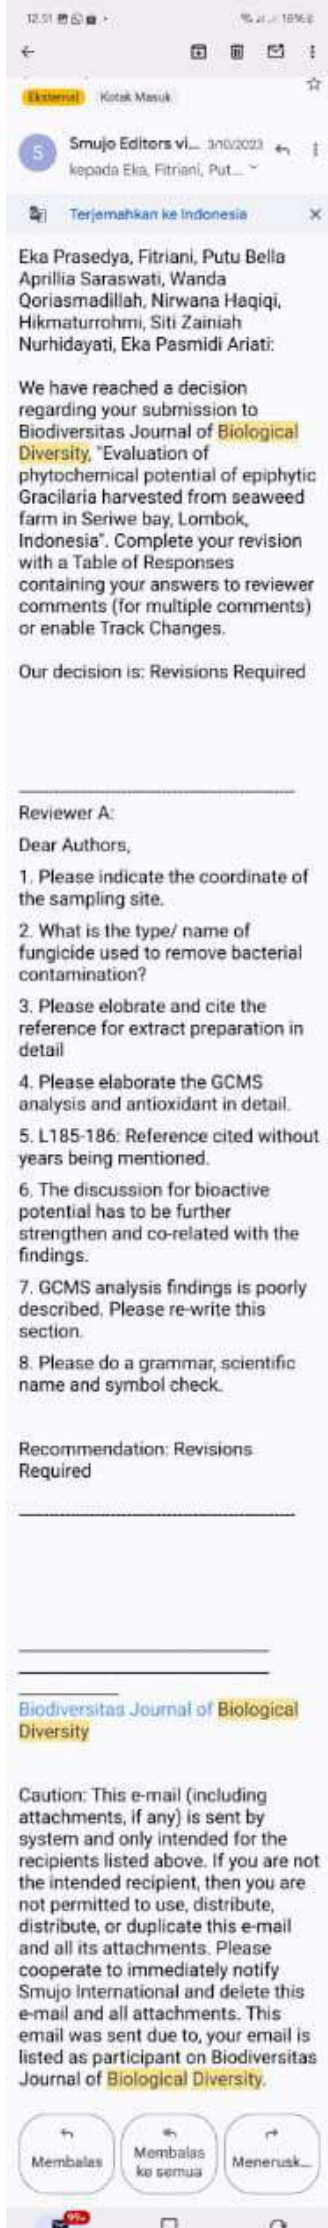 12.51
Eksternal Kotak Masuk
S
Smujo Editors vi... 3/10/2023
kepada Eka, Fitriani, Put...
Terjemahkan ke Indonesia
Eka Prasedya, Fitriani, Putu Bella
Aprillia Saraswati, Wanda
Qoriasmadillah, Nirwana Haqiqi,
Hikmaturrohmi, Siti Zainiah
Nurhidayati, Eka Pasmidi Ariati:
We have reached a decision
regarding your submission to
Biodiversitas Journal of Biological
Diversity, "Evaluation of
phytochemical potential of epiphytic
Gracilaria harvested from seaweed
farm in Seriwe bay, Lombok,
Indonesia". Complete your revision
with a Table of Responses
containing your answers to reviewer
comments (for multiple comments)
or enable Track Changes.
Our decision is: Revisions Required
Reviewer A:
Dear Authors,
1. Please indicate the coordinate of
the sampling site.
2. What is the type/ name of
fungicide used to remove bacterial
contamination?
3. Please elobrate and cite the
reference for extract preparation in
detail
4. Please elaborate the GCMS
analysis and antioxidant in detail.
5. L185-186: Reference cited without
years being mentioned.
6. The discussion for bioactive
potential has to be further
strengthen and co-related with the
findings.
7. GCMS analysis findings is poorly
described. Please re-write this
section.
8. Please do a grammar, scientific
name and symbol check.
Recommendation: Revisions
Required
Biodiversitas Journal of Biological
Diversity
Caution: This e-mail (including
attachments, if any) is sent by
system and only intended for the
recipients listed above. If you are not
the intended recipient, then you are
not permitted to use, distribute,
distribute, or duplicate this e-mail
and all its attachments. Please
cooperate to immediately notify
Smujo International and delete this
e-mail and all attachments. This
email was sent due to, your email is
listed as participant on Biodiversitas
Journal of Biological Diversity.
Membalas
Membalas
ke semua
Menerusk...
99+